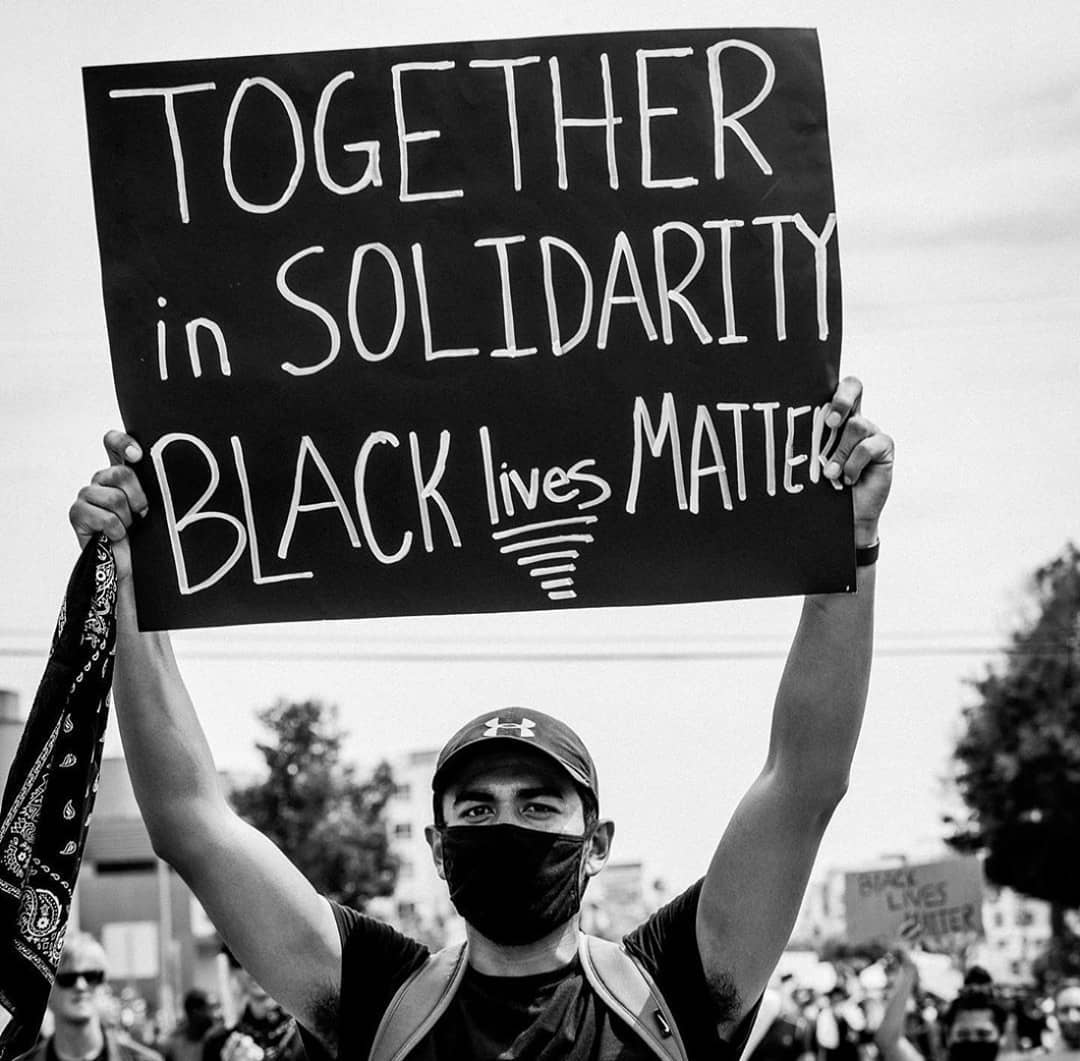 TOGETHER
in SOLIDARITY
BLACK lives MATTER
BLACK
LIVES
MATTER